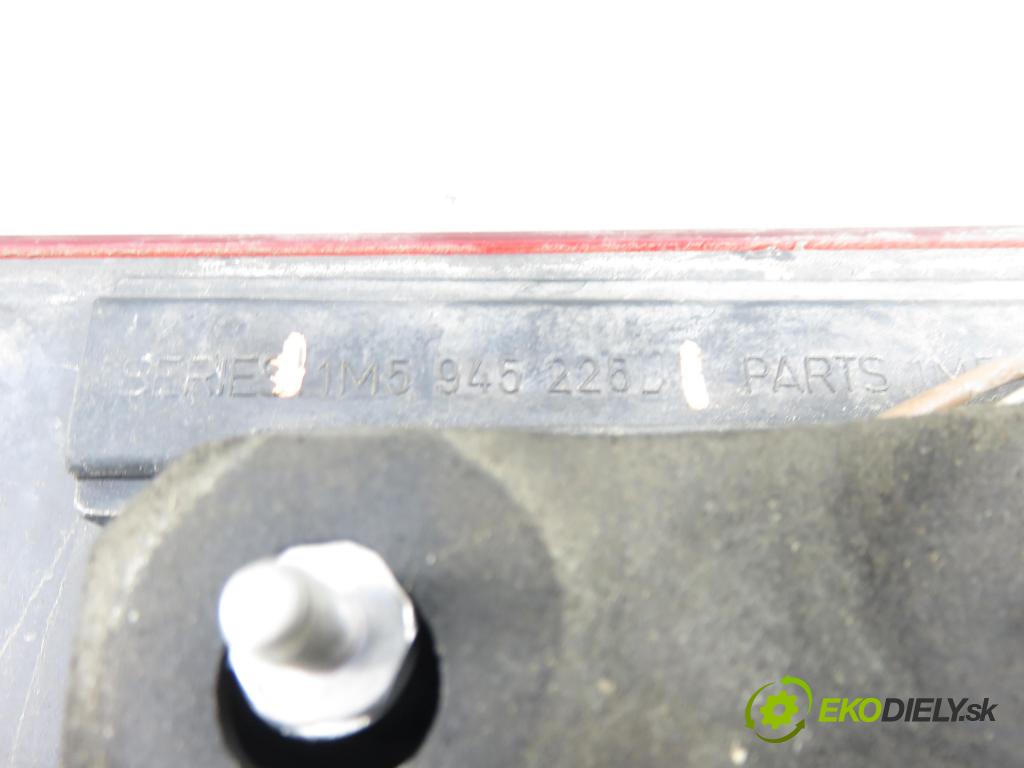 SERIES 1M5 945 226 PARTS
EKODIELY.sk